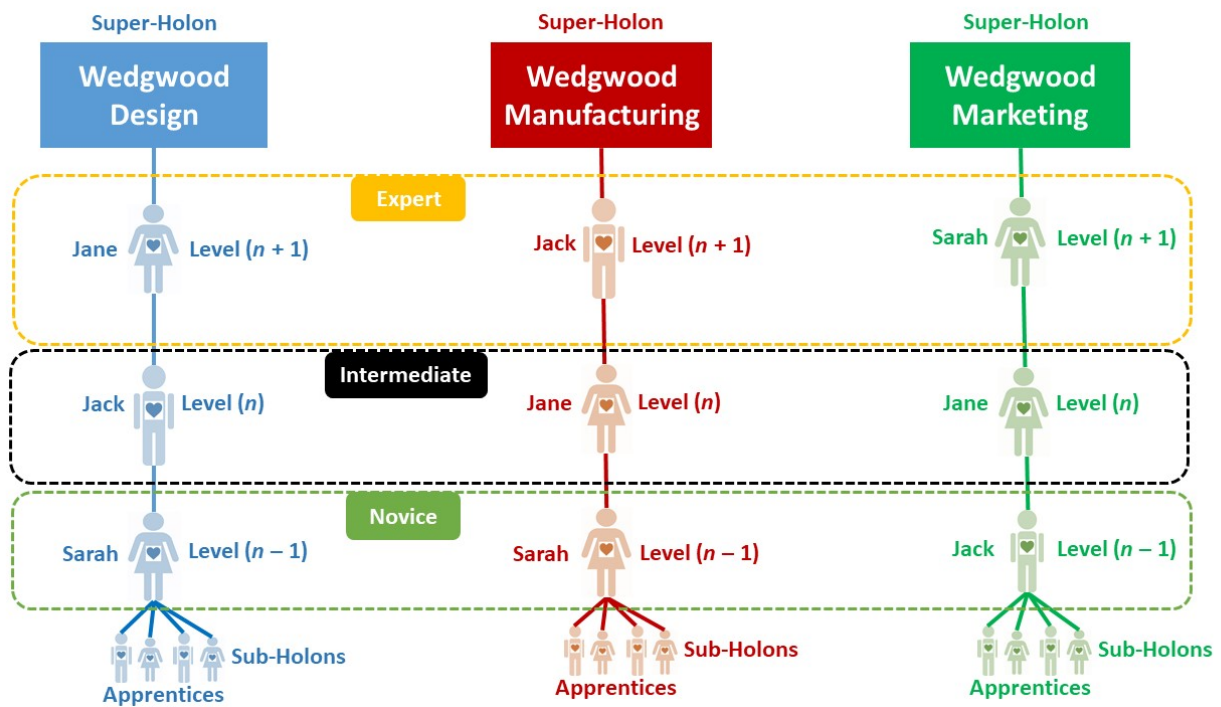 Super-Holon
Super-Holon
Super-Holon
Wedgwood
Design
Wedgwood
Manufacturing
Wedgwood
Marketing
Expert
Jane Level (n + 1)
Jack Level (n + 1)
Sarah Level (n + 1)
Intermediate
Jack Level (n)
Jane Level (n)
Jane Level (n)
Novice
Sarah Level (n – 1)
Sarah Level (n – 1)
Jack Level (n – 1)
Sub-Holons
Sub-Holons
Sub-Holons
Apprentices
Apprentices
Apprentices